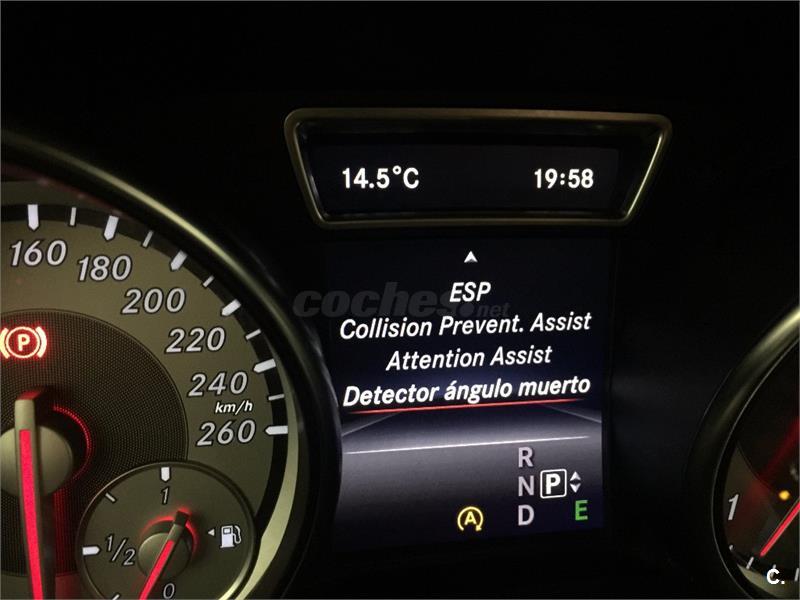 14.5°C 19:58
ESP
Collision Prevent. Assist
Attention Assist
Detector ángulo muerto
R
N P
D E
A
160
180
200
220
240
km/h
260
P
1
1/2
0
1
coches.net
C.